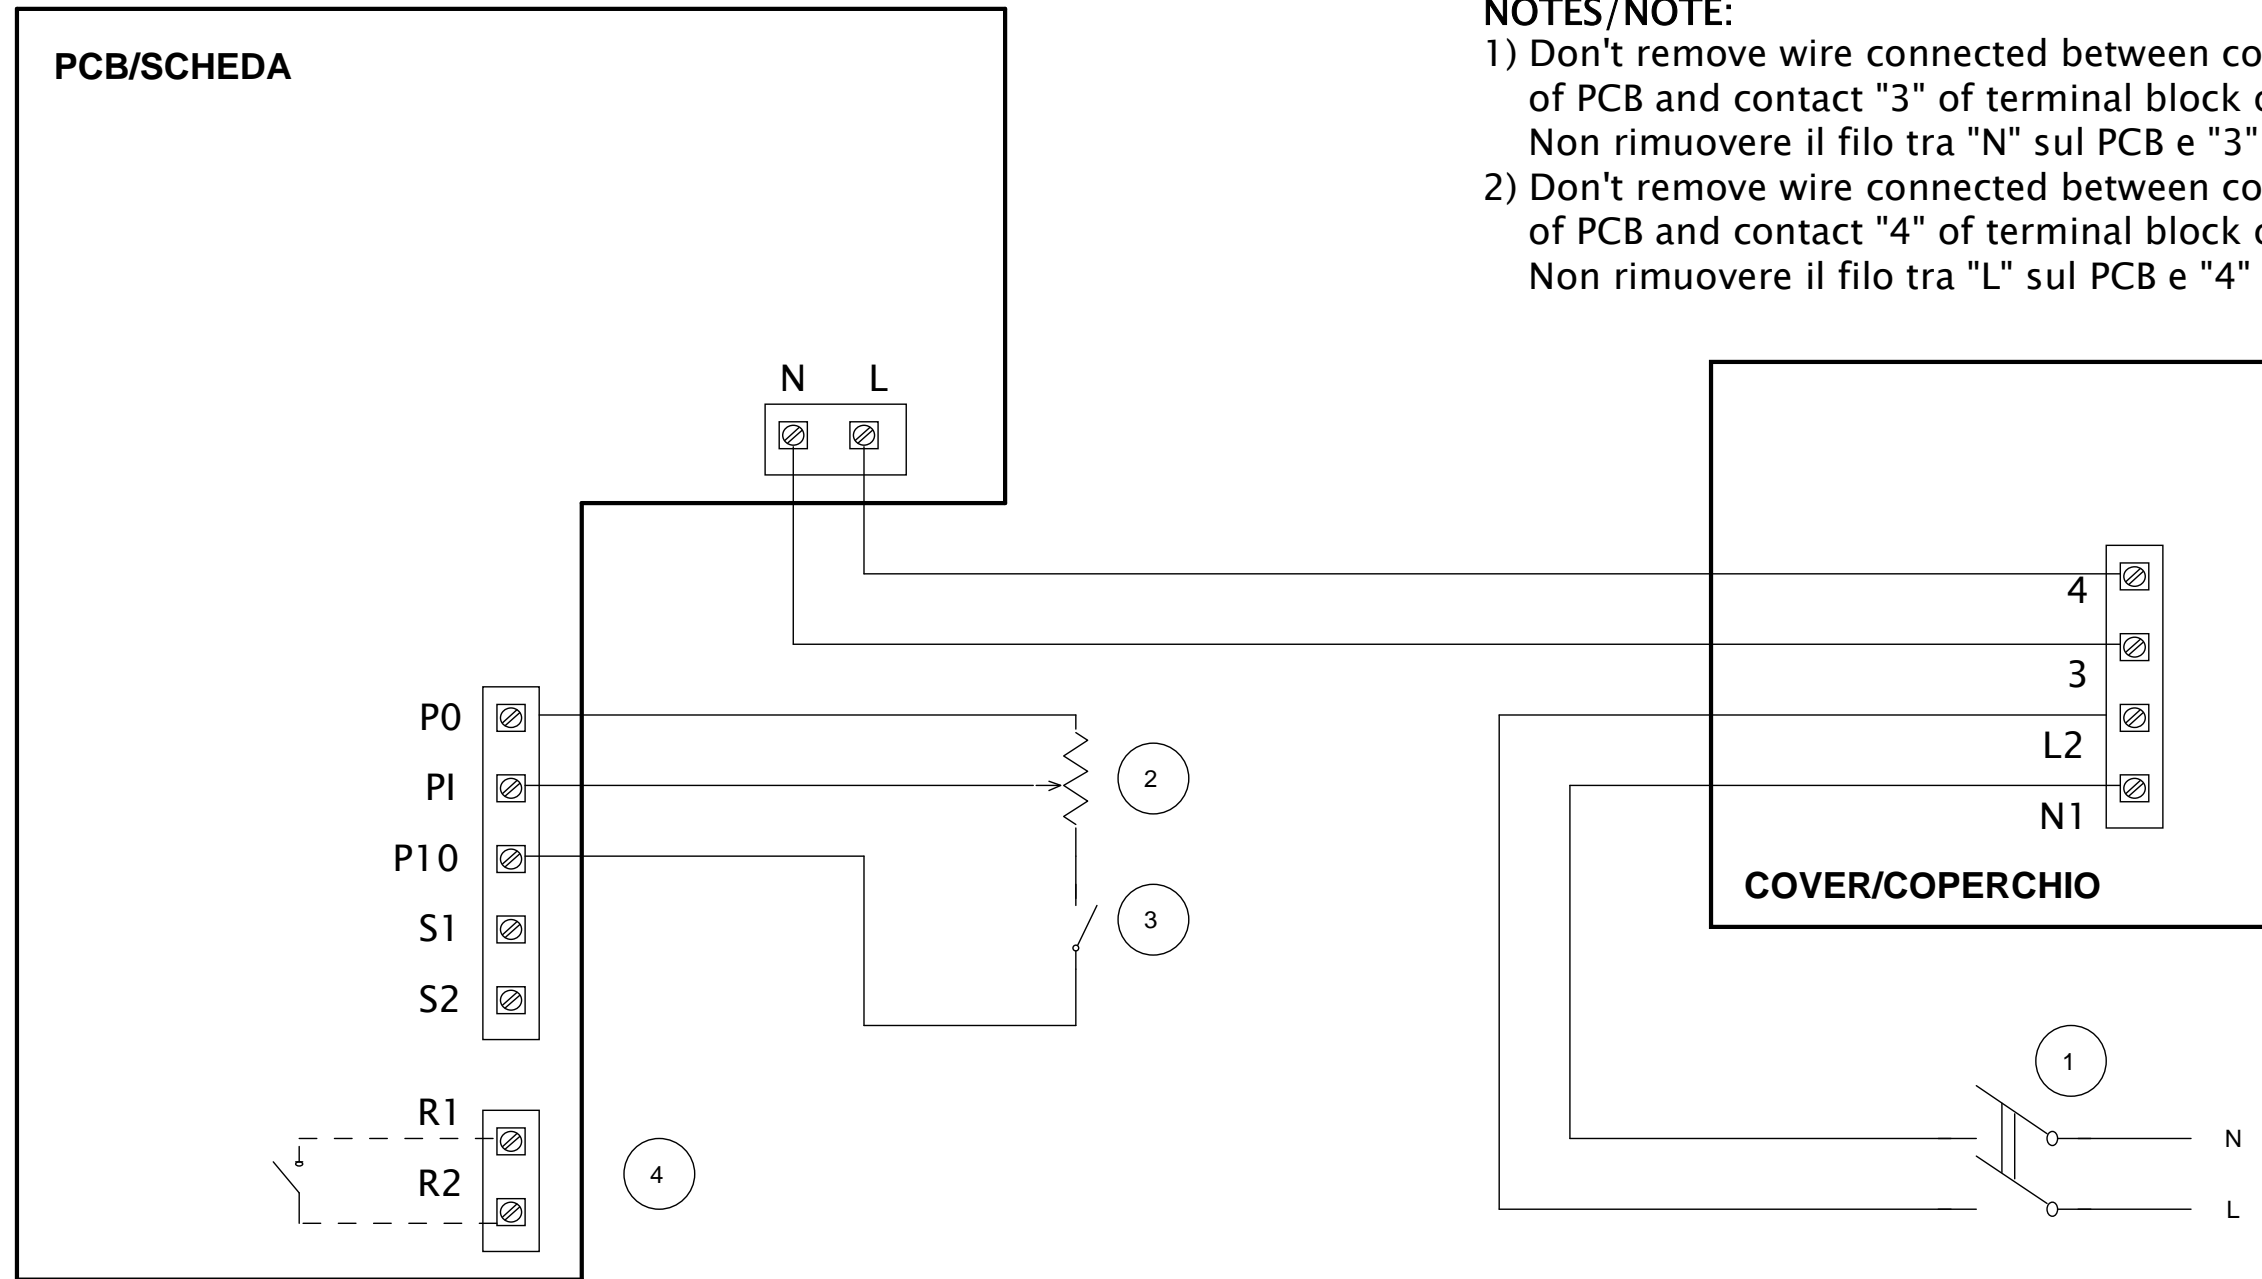 NOTES/NOTE:
1) Don't remove wire connected between
of PCB and contact "3" of terminal block
Non rimuovere il filo tra "N" sul PCB e "3"
2) Don't remove wire connected between
of PCB and contact "4" of terminal block
Non rimuovere il filo tra "L" sul PCB e "4"
PCB/SCHEDA
N L
4
3
L2
N1
COVER/COPERCHIO
P0
PI
P10
S1
S2
R1
R2
2
3
4
1
N
L